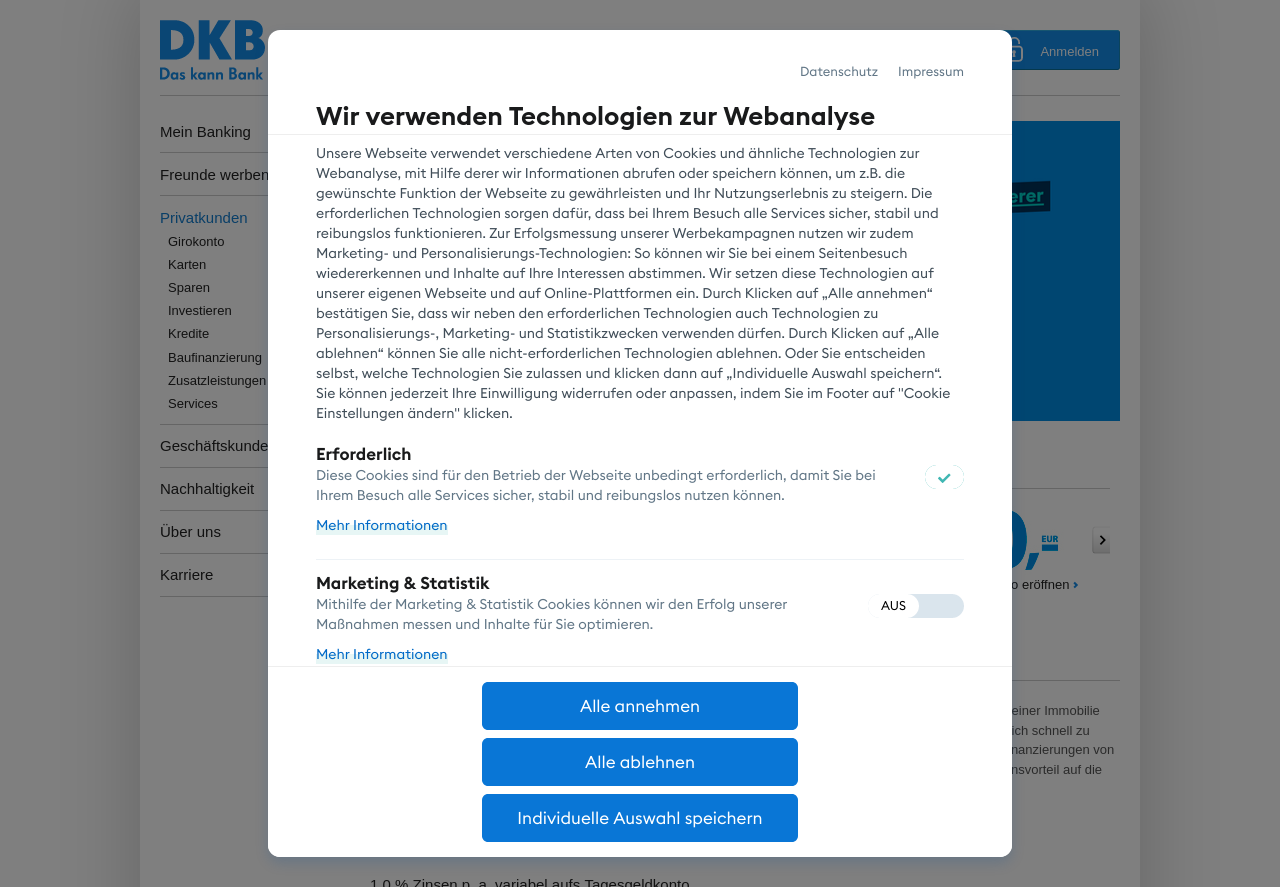 DKB
Das kann Bank
Anmelden
Mein Banking
Freunde werben
Privatkunden
Girokonto
Karten
Sparen
Investieren
Kredite
Baufinanzierung
Zusatzleistungen
Services
Nachhaltigkeit
Über uns
Karriere
Datenschutz Impressum
Wir verwenden Technologien zur Webanalyse
Unsere Webseite verwendet verschiedene Arten von Cookies und ähnliche Technologien zur
Webanalyse, mit Hilfe derer wir Informationen abrufen oder speichern können, um z.B. die
gewünschte Funktion der Webseite zu gewährleisten und Ihr Nutzungserlebnis zu steigern. Die
erforderlichen Technologien sorgen dafür, dass bei Ihrem Besuch alle Services sicher, stabil und
reibungslos funktionieren. Zur Erfolgsmessung unserer Werbekampagnen nutzen wir zudem
Marketing- und Personalisierungs-Technologien: So können wir Sie bei einem Seitenbesuch
wiedererkennen und Inhalte auf Ihre Interessen abstimmen. Wir setzen diese Technologien auf
unserer eigenen Webseite und auf Online-Plattformen ein. Durch Klicken auf „Alle annehmen“
bestätigen Sie, dass wir neben den erforderlichen Technologien auch Technologien zu
Personalisierungs-, Marketing- und Statistikzwecken verwenden dürfen. Durch Klicken auf „Alle
ablehnen“ können Sie alle nicht-erforderlichen Technologien ablehnen. Oder Sie entscheiden
selbst, welche Technologien Sie zulassen und klicken dann auf „Individuelle Auswahl speichern“.
Sie können jederzeit Ihre Einwilligung widerrufen oder anpassen, indem Sie im Footer auf "Cookie
Einstellungen ändern" klicken.
Erforderlich
Diese Cookies sind für den Betrieb der Webseite unbedingt erforderlich, damit Sie bei
Ihrem Besuch alle Services sicher, stabil und reibungslos nutzen können.
Mehr Informationen
Marketing & Statistik
Mithilfe der Marketing & Statistik Cookies können wir den Erfolg unserer
Maßnahmen messen und Inhalte für Sie optimieren.
AUS
Mehr Informationen
Alle annehmen
Alle ablehnen
Individuelle Auswahl speichern
EUR
eröffnen
einer Immobilie
schnell zu
von
auf die
1,0 % Zinsen p. a. variabel aufs Tagesgeldkonto